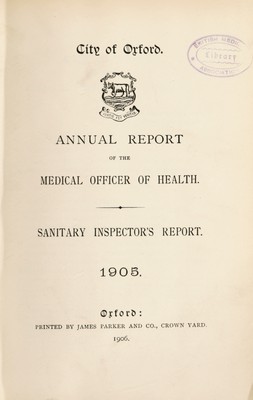 City of Oxford.
Library
ANNUAL REPORT
OF THE
MEDICAL OFFICER OF HEALTH.
SANITARY INSPECTOR'S REPORT.
1905.
Oxford:
PRINTED BY JAMES PARKER AND CO., CROWN YARD.
1906.